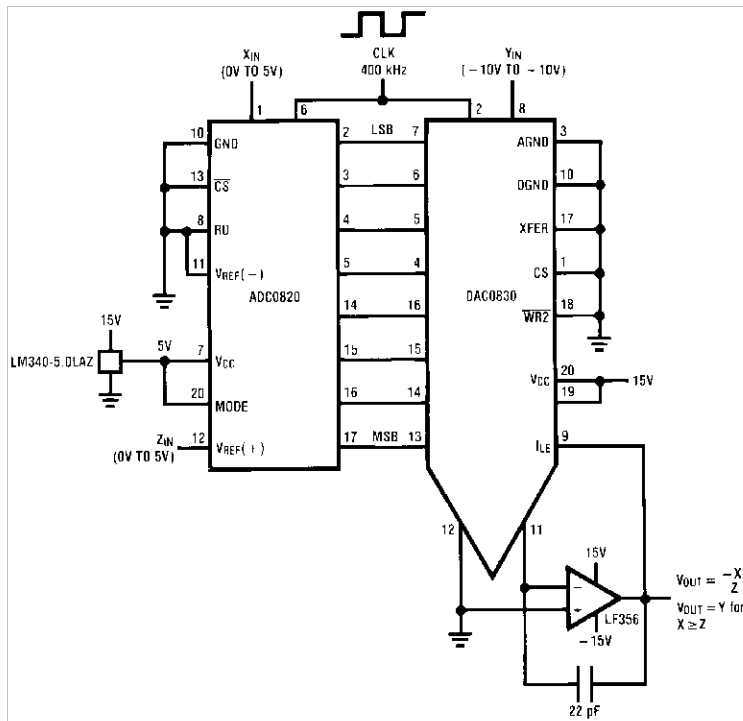 XIN
(0V TO 5V)
CLK
400 kHz
YIN
(−10V TO −10V)
1
6
2
8
10
GND
2
LSB
7
AGND
3
13
CS
3
6
DGND
10
8
RD
4
5
XFER
17
11
VREF(−)
5
4
CS
1
ADC0820
DAC0830
14
16
WR2
18
15V
LM340-5.0LAZ
5V
7
VCC
15
15
VCC
20
15V
19
20
MODE
16
14
ZIN
(0V TO 5V)
12
VREF(+)
17
MSB
13
ILE
9
12
11
15V
−
+
LF356
−15V
22 pF
VOUT = −X
Z
VOUT = Y for
X ≥ Z